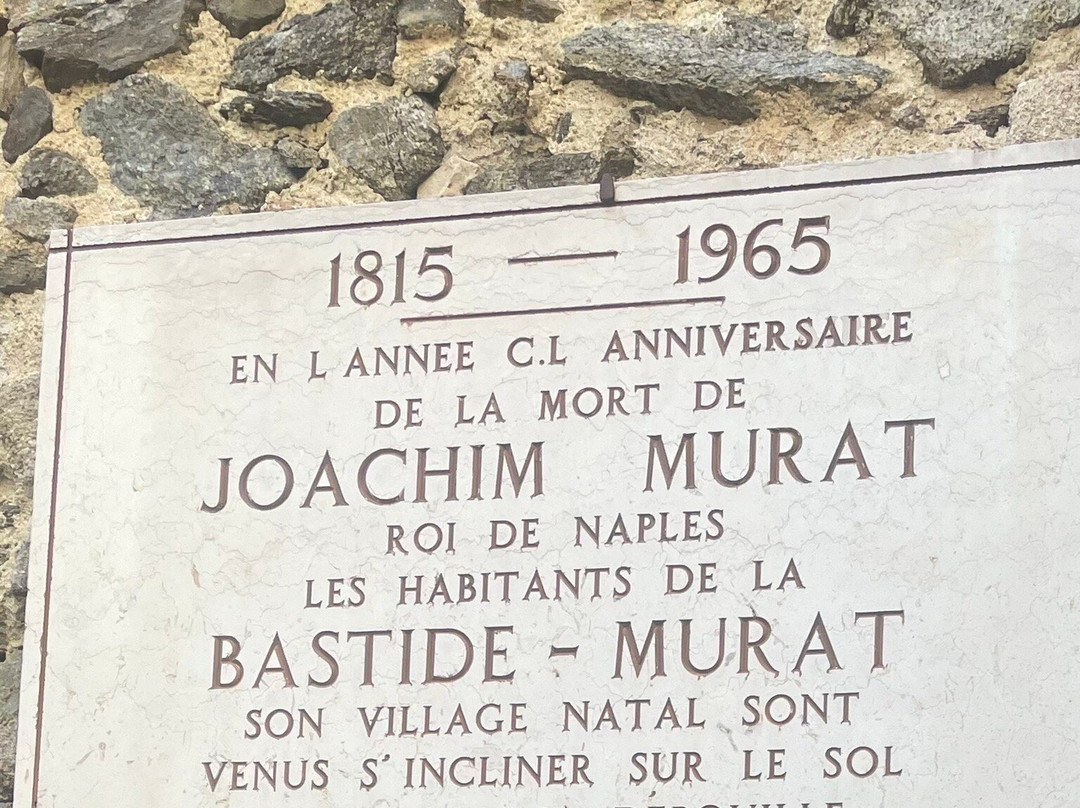 1815 — 1965
EN L ANNEE C.L ANNIVERSAIRE
DE LA MORT DE
JOACHIM MURAT
ROI DE NAPLES
LES HABITANTS DE LA
BASTIDE - MURAT
SON VILLAGE NATAL SONT
VENUS S'INCLINER SUR LE SOL